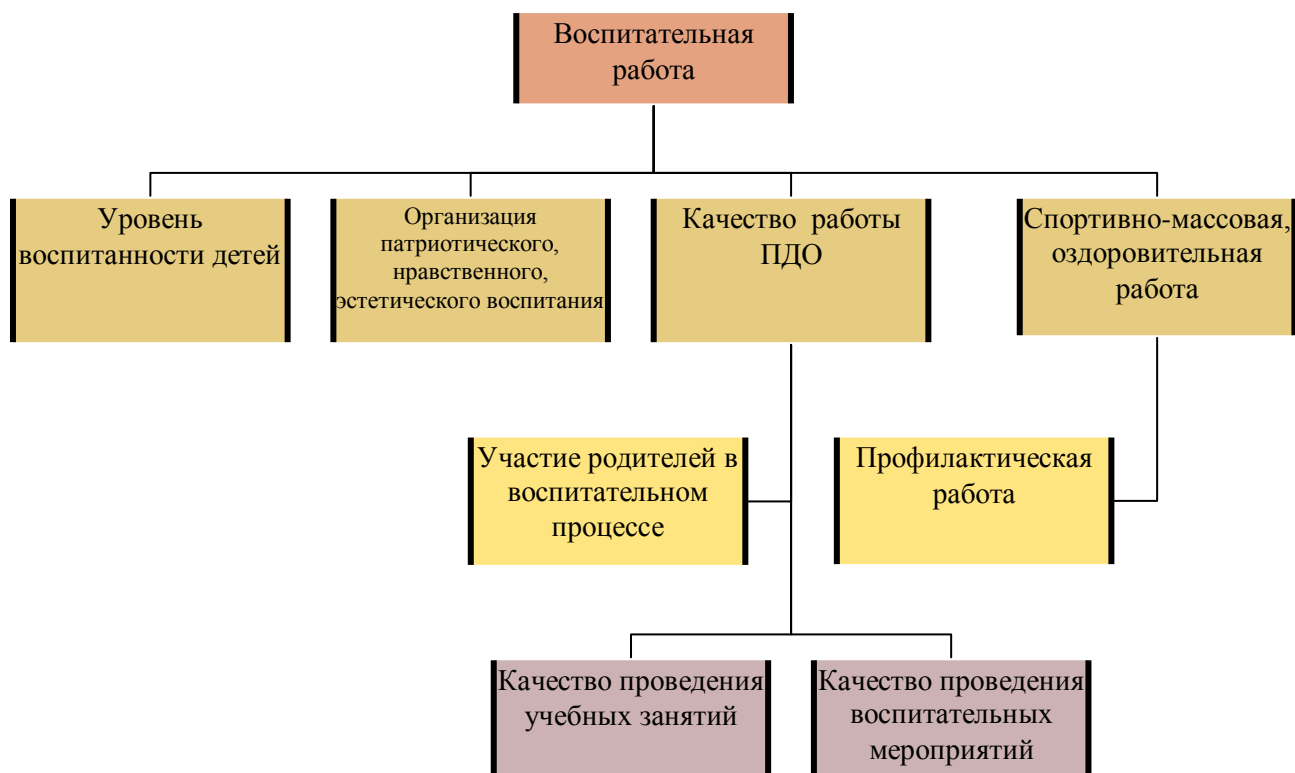 Воспитательная
работа
Уровень
воспитанности детей
Организация
патриотического,
нравственного,
эстетического воспитания
Качество работы
ПДО
Спортивно-массовая,
оздоровительная
работа
Участие родителей в
воспитательном
процессе
Профилактическая
работа
Качество проведения
учебных занятий
Качество проведения
воспитательных
мероприятий